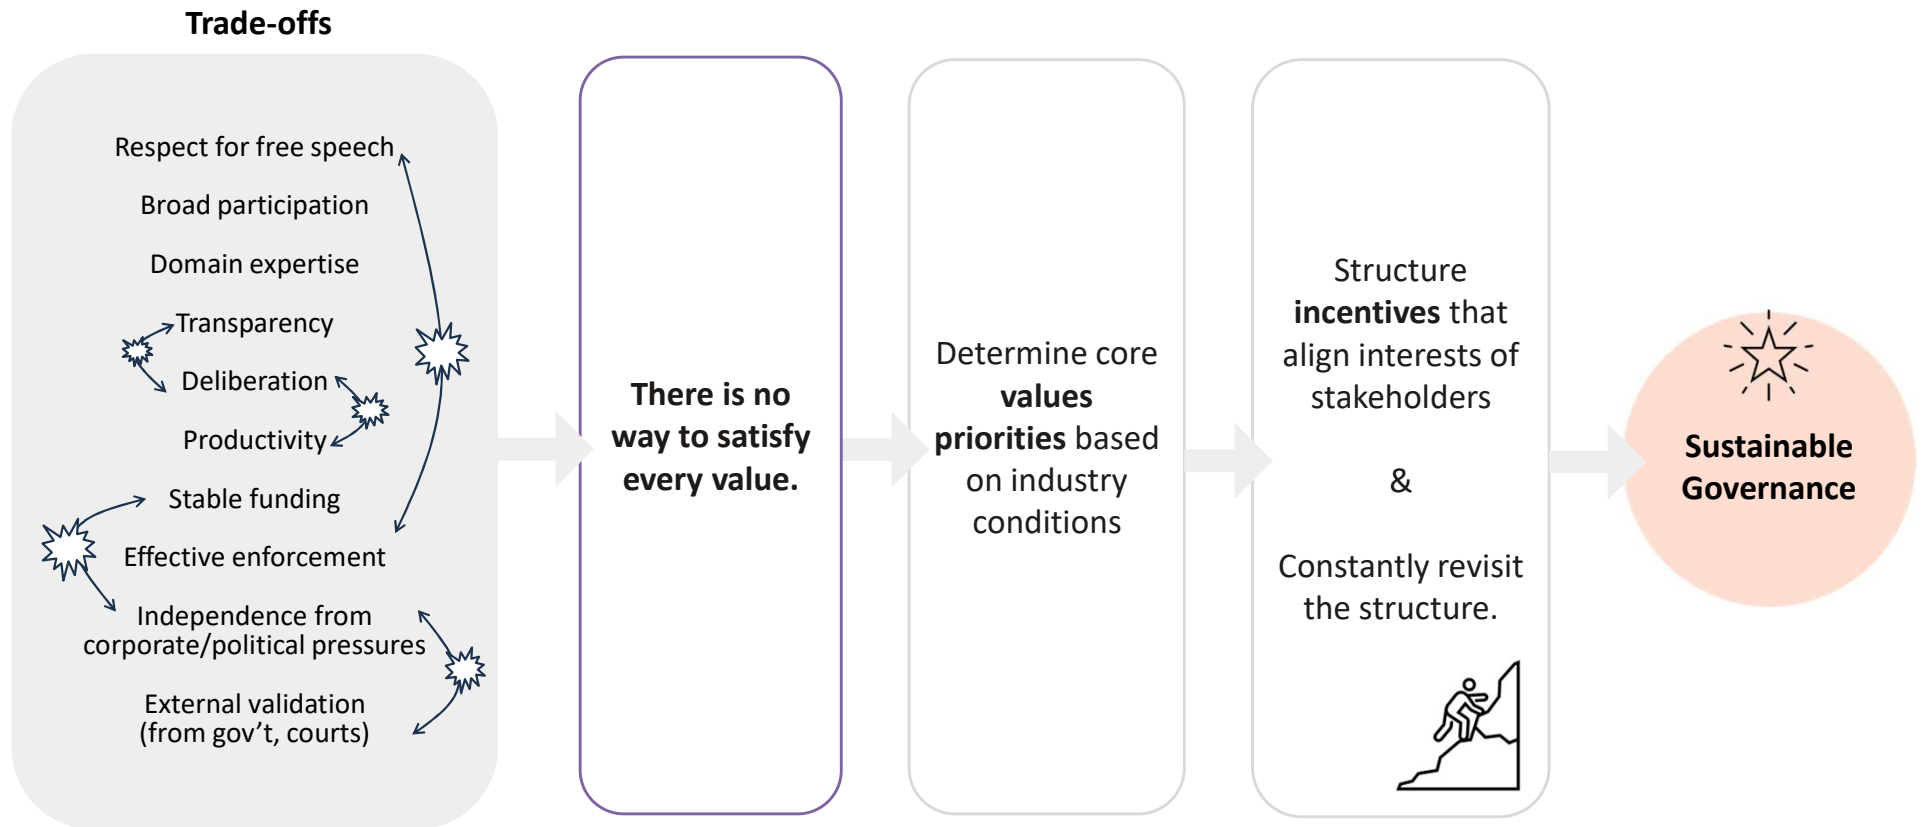 Trade-offs
Respect for free speech
Broad participation
Domain expertise
Transparency
Deliberation
Productivity
Stable funding
Effective enforcement
Independence from
corporate/political pressures
External validation
(from gov’t, courts)
There is no
way to satisfy
every value.
Determine core
values
priorities based
on industry
conditions
Structure
incentives that
align interests of
stakeholders
&
Constantly revisit
the structure.
Sustainable
Governance